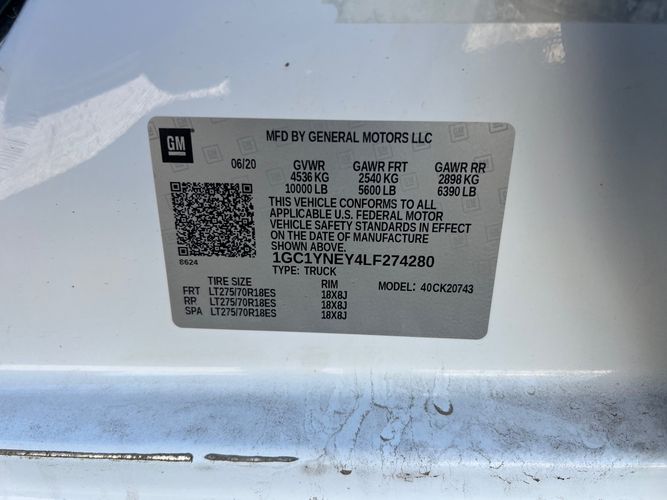 GM
MFD BY GENERAL MOTORS LLC
06/20 GVWR GAWR FRT GAWR RR
4536 KG 2540 KG 2898 KG
10000 LB 5600 LB 6390 LB
THIS VEHICLE CONFORMS TO ALL
APPLICABLE U.S. FEDERAL MOTOR
VEHICLE SAFETY STANDARDS IN EFFECT
ON THE DATE OF MANUFACTURE
SHOWN ABOVE.
8624
1GC1YNEY4LF274280
TYPE: TRUCK
TIRE SIZE RIM MODEL: 40CK20743
FRT LT275/70R18ES 18X8J
RR LT275/70R18ES 18X8J
SPA LT275/70R18ES 18X8J